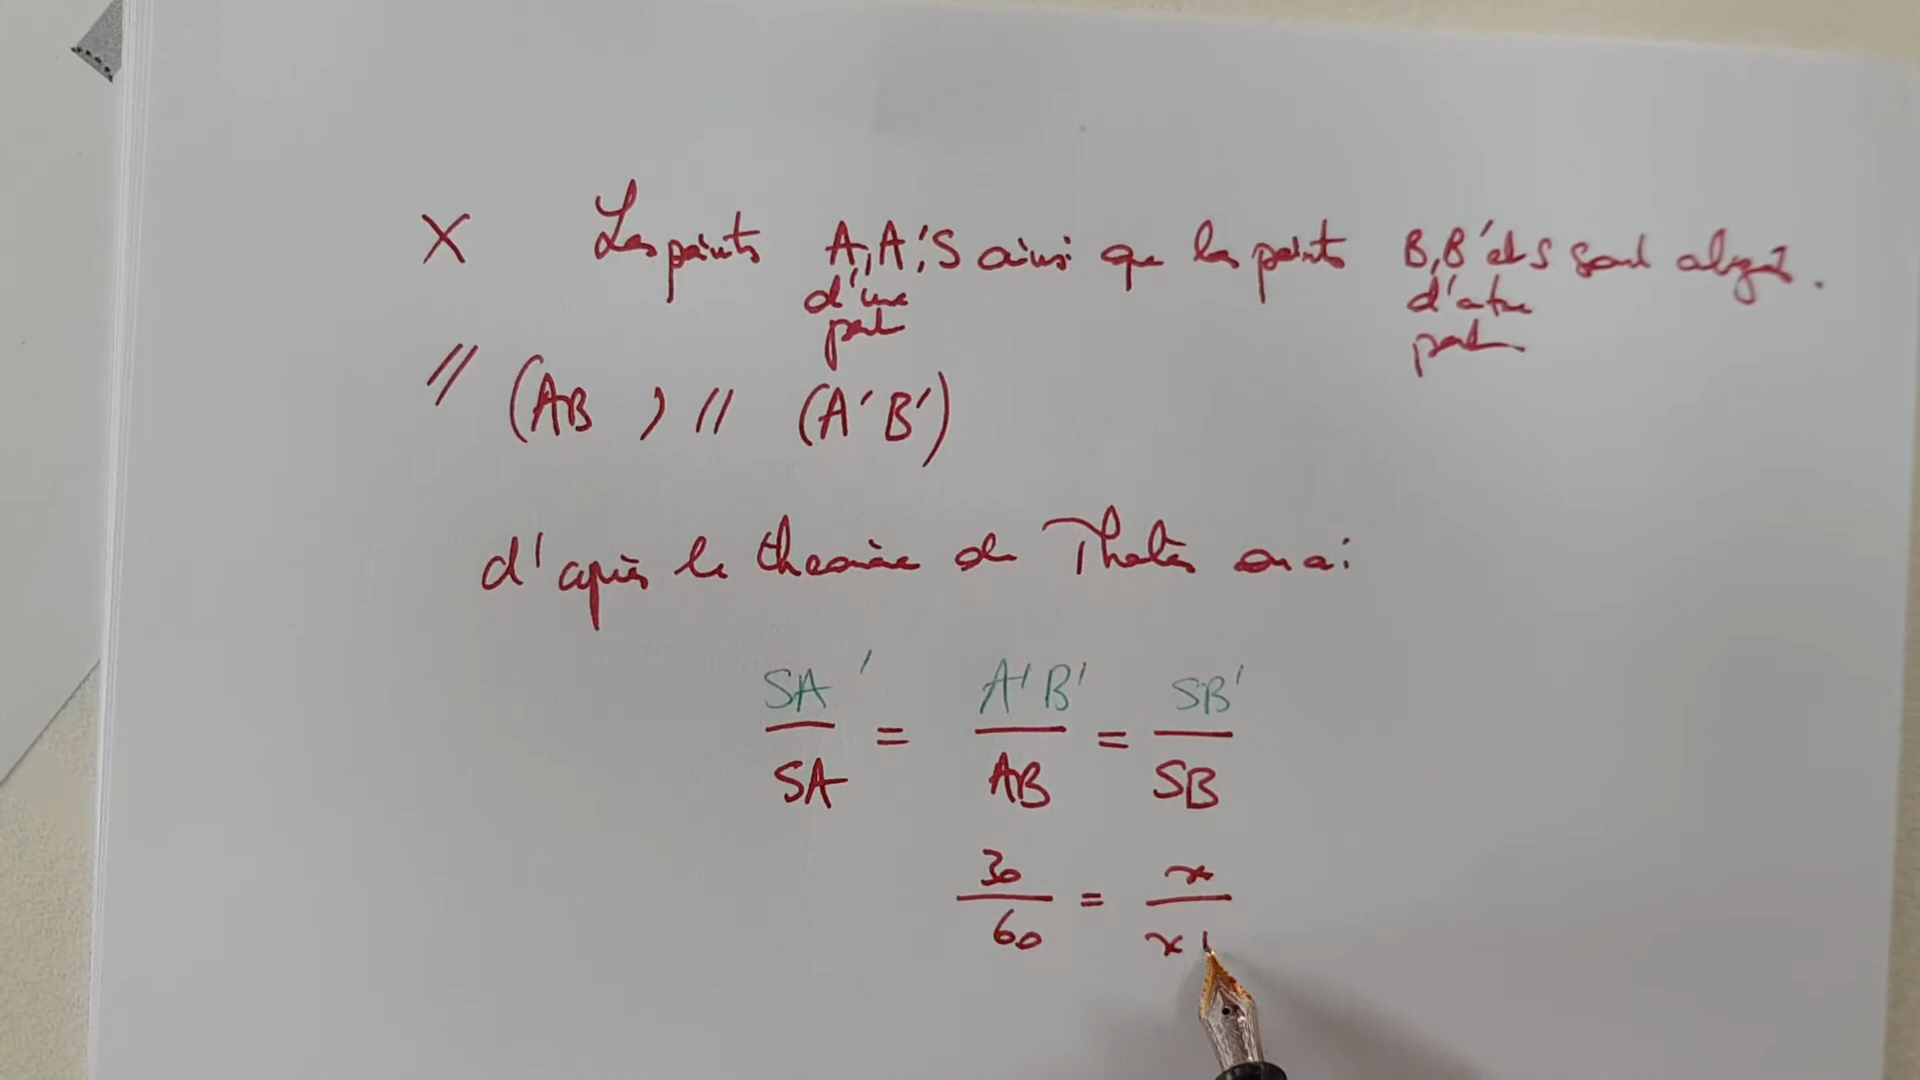 X Les points A, A', S ainsi que les points B, B' et S sont alignés.
d'une part d'autre part
// (AB) // (A'B')
d'après le théorème de Thalès on a:
SA'/SA = A'B'/AB = SB'/SB
30/60 = x/x